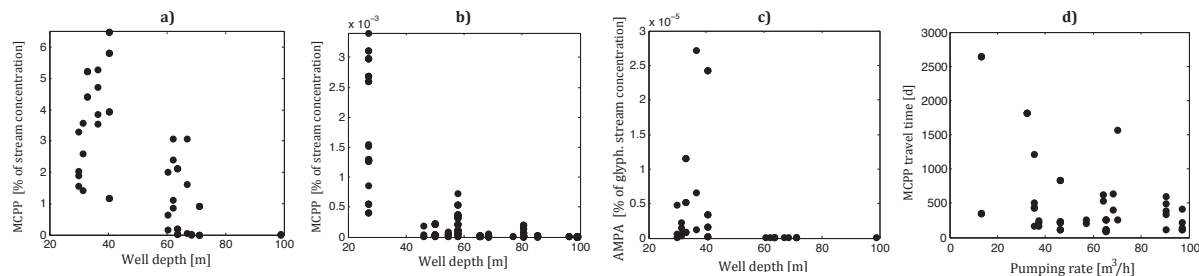 a)
MCPP [% of stream concentration]
6
5
4
3
2
1
0
20 40 60 80 100
Well depth [m]
b)
x 10⁻³
MCPP [% of stream concentration]
3
2.5
2
1.5
1
0.5
0
20 40 60 80 100
Well depth [m]
c)
x 10⁻⁵
AMPA [% of glyph. stream concentration]
3
2.5
2
1.5
1
0.5
0
20 40 60 80 100
Well depth [m]
d)
MCPP travel time [d]
3000
2500
2000
1500
1000
500
0
0 20 40 60 80 100
Pumping rate [m³/h]